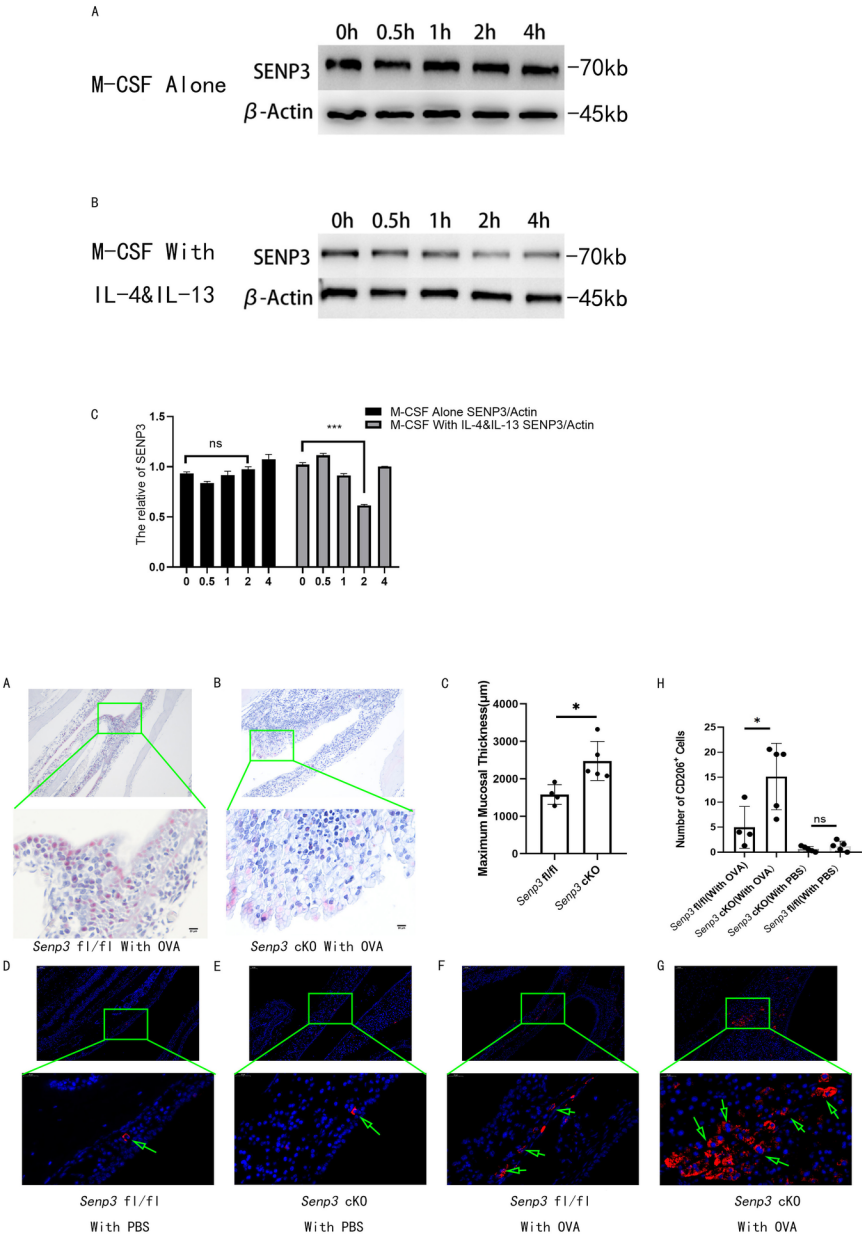 A
0h 0.5h 1h 2h 4h
M-CSF Alone
SENP3
-70kb
β-Actin
-45kb
B
0h 0.5h 1h 2h 4h
M-CSF With
IL-4&IL-13
SENP3
-70kb
β-Actin
-45kb
C
M-CSF Alone SENP3/Actin
M-CSF With IL-4&IL-13 SENP3/Actin
The relative of SENP3
1.5
1.0
0.5
0.0
ns
***
0 0.5 1 2 4 0 0.5 1 2 4
A
Senp3 fl/fl With OVA
B
Senp3 cKO With OVA
C
Maximum Mucosal Thickness(μm)
4000
3000
2000
1000
0
*
Senp3 fl/fl
Senp3 cKO
H
Number of CD206⁺ Cells
25
20
15
10
5
0
*
ns
Senp3 fl/fl(With OVA)
Senp3 cKO(With OVA)
Senp3 cKO(With PBS)
Senp3 fl/fl(With PBS)
D
Senp3 fl/fl
With PBS
E
Senp3 cKO
With PBS
F
Senp3 fl/fl
With OVA
G
Senp3 cKO
With OVA